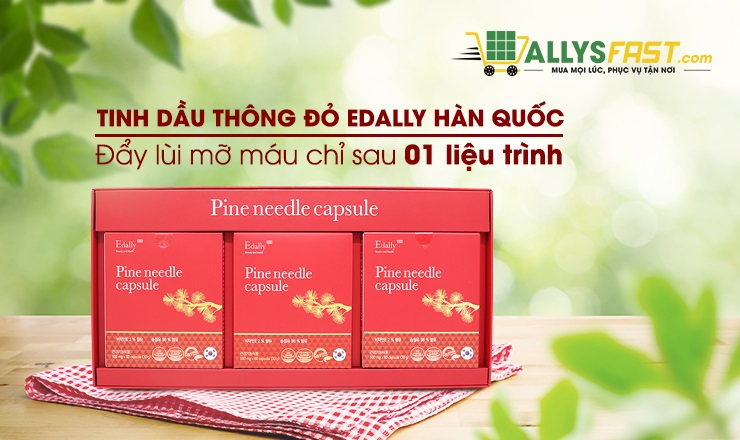 ALLYSFAST.com
MUA MỌI LÚC, PHỤC VỤ TẬN NƠI
TINH DẦU THÔNG ĐỎ EDALLY HÀN QUỐC
Đẩy lùi mỡ máu chỉ sau 01 liệu trình
Pine needle capsule
Edally
Pine needle
capsule
Edally
Pine needle
capsule
Edally
Pine needle
capsule